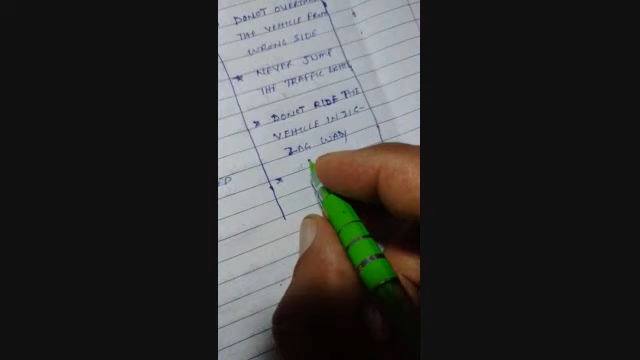 * DONOT OVERTAKE
THE VEHICLE FROM
WRONG SIDE
* NEVER JUMP
THE TRAFFIC LIGHT
* DONOT RIDE THE
VEHICLE IN ZIG-
ZAG WAY
*